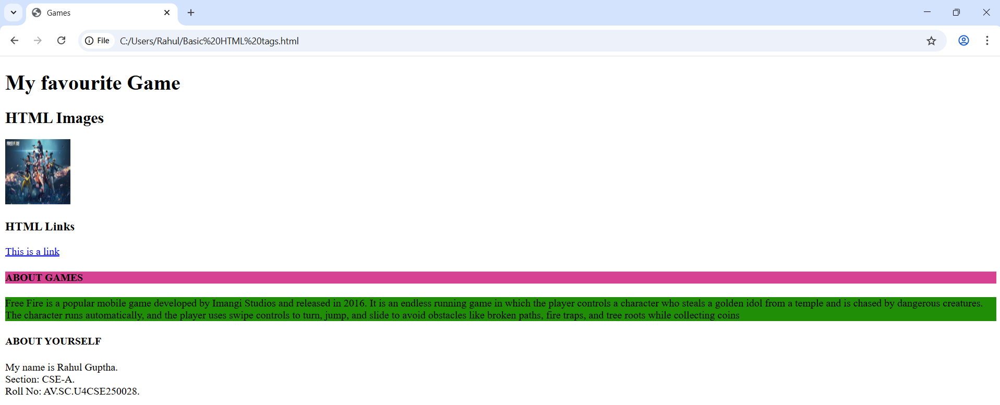 Games
File
C:/Users/Rahul/Basic%20HTML%20tags.html
My favourite Game
HTML Images
FREE FIRE
HTML Links
This is a link
ABOUT GAMES
Free Fire is a popular mobile game developed by Imangi Studios and released in 2016. It is an endless running game in which the player controls a character who steals a golden idol from a temple and is chased by dangerous creatures.
The character runs automatically, and the player uses swipe controls to turn, jump, and slide to avoid obstacles like broken paths, fire traps, and tree roots while collecting coins
ABOUT YOURSELF
My name is Rahul Guptha.
Section: CSE-A.
Roll No: AV.SC.U4CSE250028.